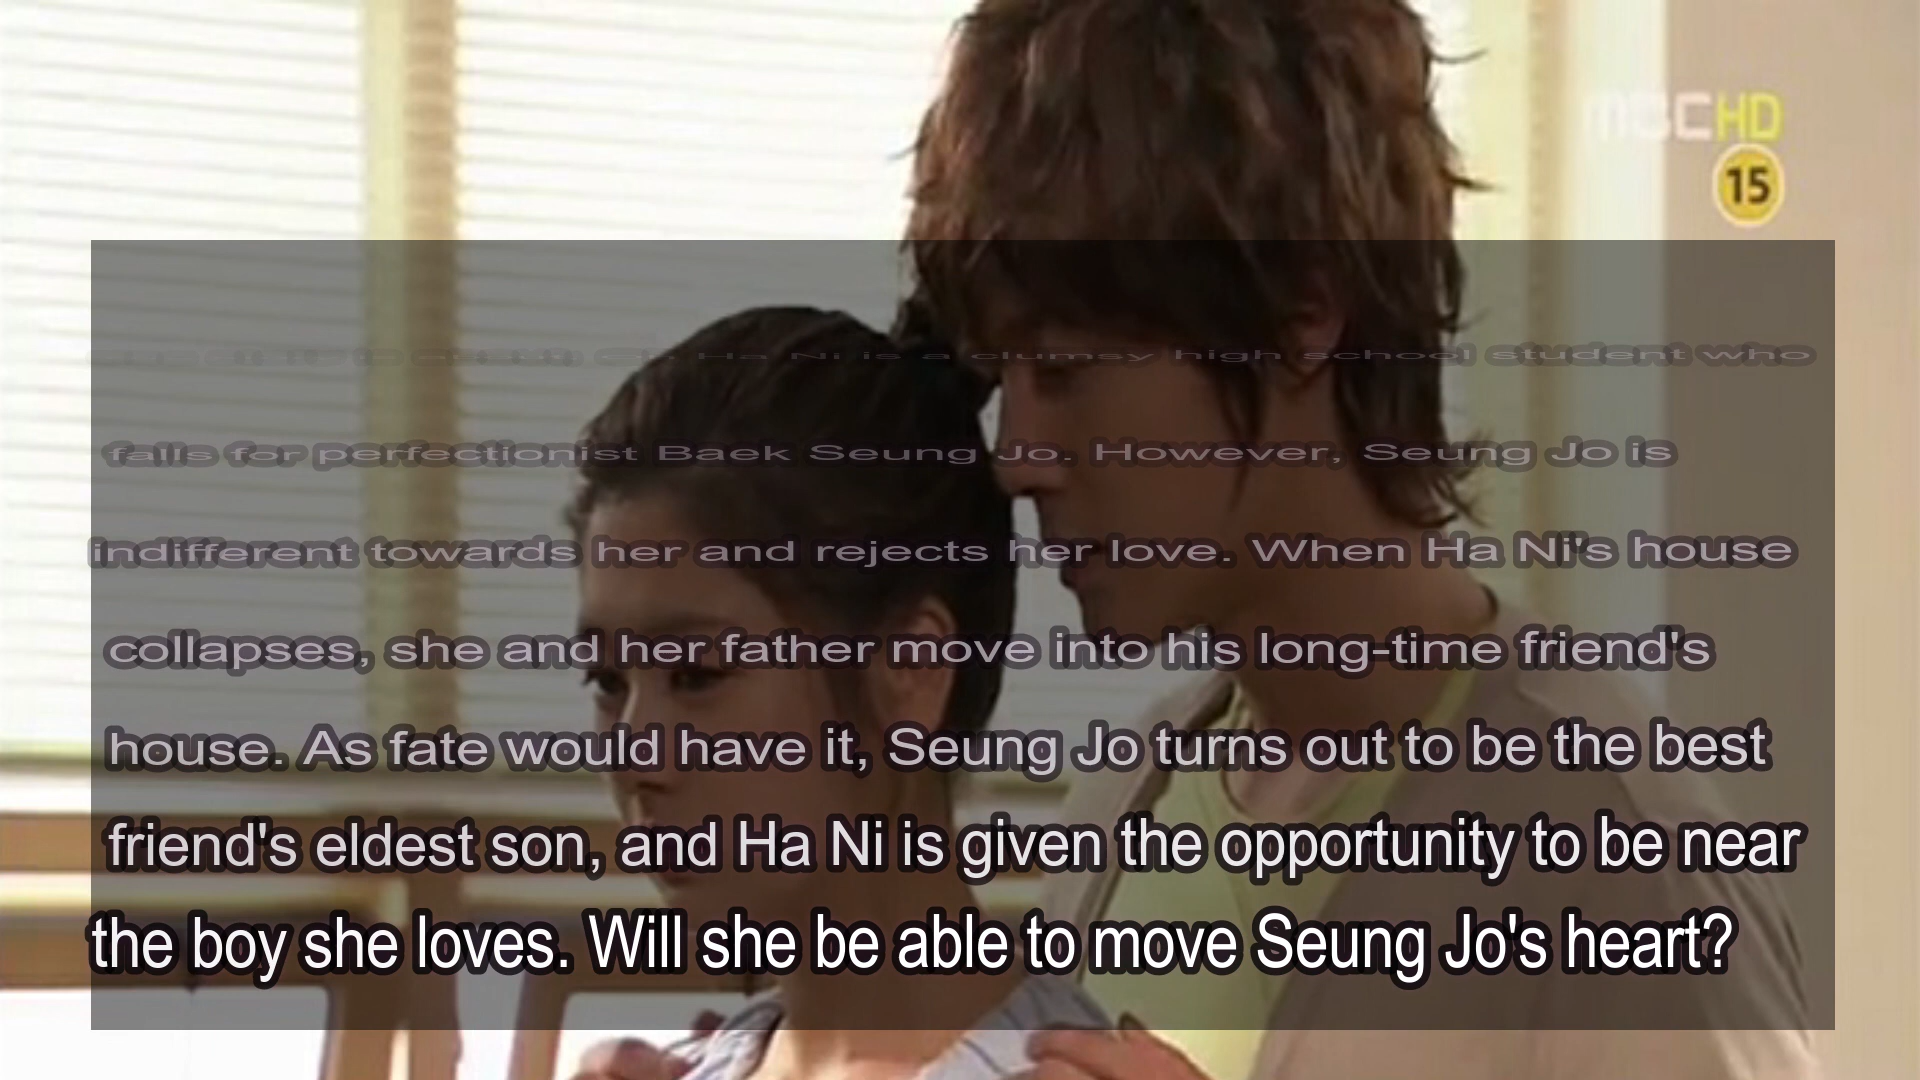 MBC HD
15
Ha Ni is a clumsy high school student who
falls for perfectionist Baek Seung Jo. However, Seung Jo is
indifferent towards her and rejects her love. When Ha Ni's house
collapses, she and her father move into his long-time friend's
house. As fate would have it, Seung Jo turns out to be the best
friend's eldest son, and Ha Ni is given the opportunity to be near
the boy she loves. Will she be able to move Seung Jo's heart?